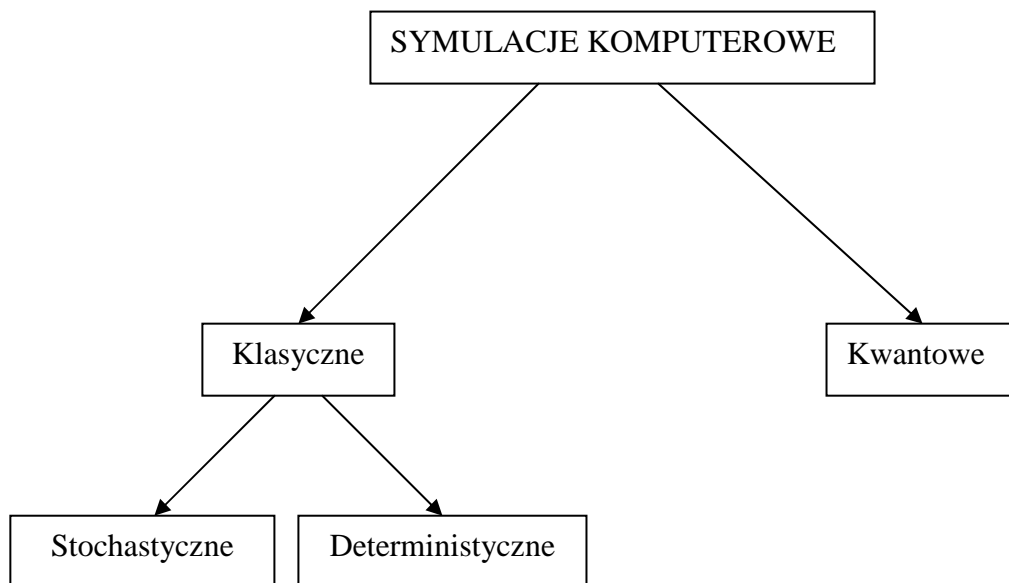 SYMULACJE KOMPUTEROWE
Klasyczne
Kwantowe
Stochastyczne
Deterministyczne